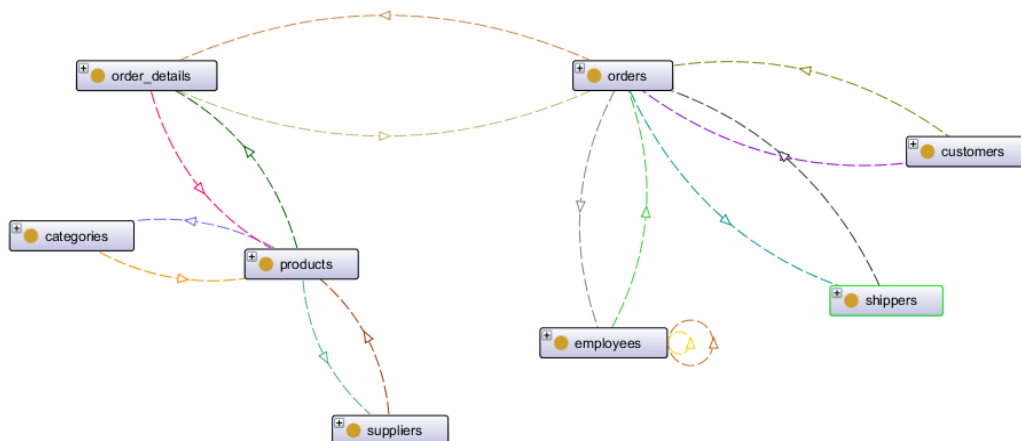 order_details
orders
customers
categories
products
shippers
employees
suppliers